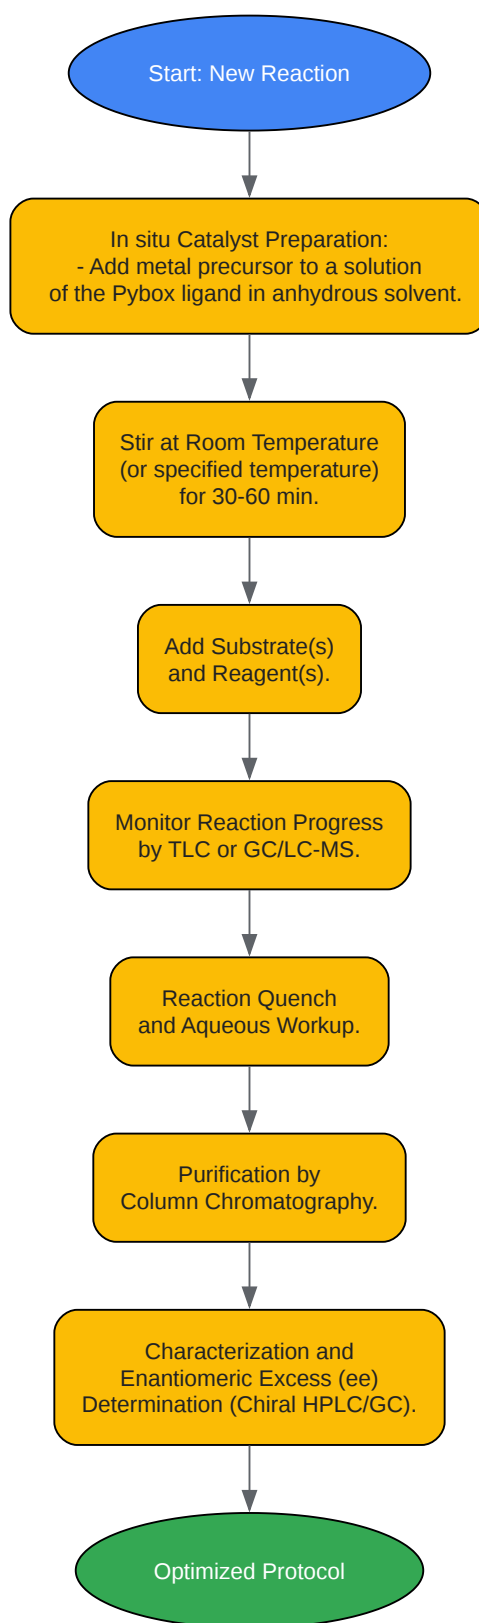 Start: New Reaction
In situ Catalyst Preparation:
- Add metal precursor to a solution
of the Pybox ligand in anhydrous solvent.
Stir at Room Temperature
(or specified temperature)
for 30-60 min.
Add Substrate(s)
and Reagent(s).
Monitor Reaction Progress
by TLC or GC/LC-MS.
Reaction Quench
and Aqueous Workup.
Purification by
Column Chromatography.
Characterization and
Enantiomeric Excess (ee)
Determination (Chiral HPLC/GC).
Optimized Protocol